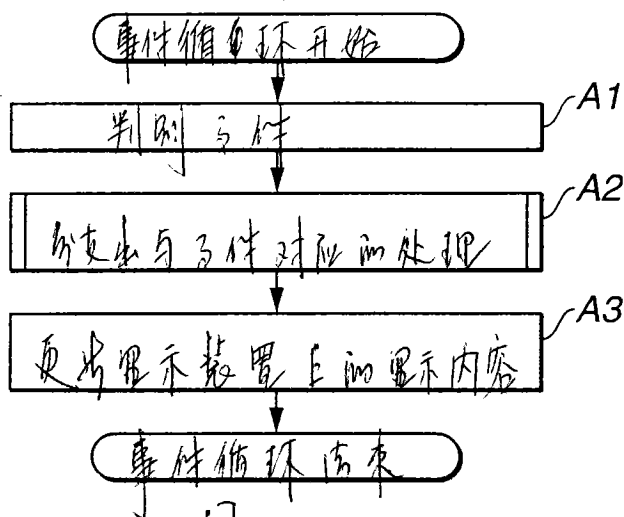 事件循环开始
A1
判别事件
A2
分支出与事件对应的处理
A3
更新显示装置上的显示内容
事件循环结束